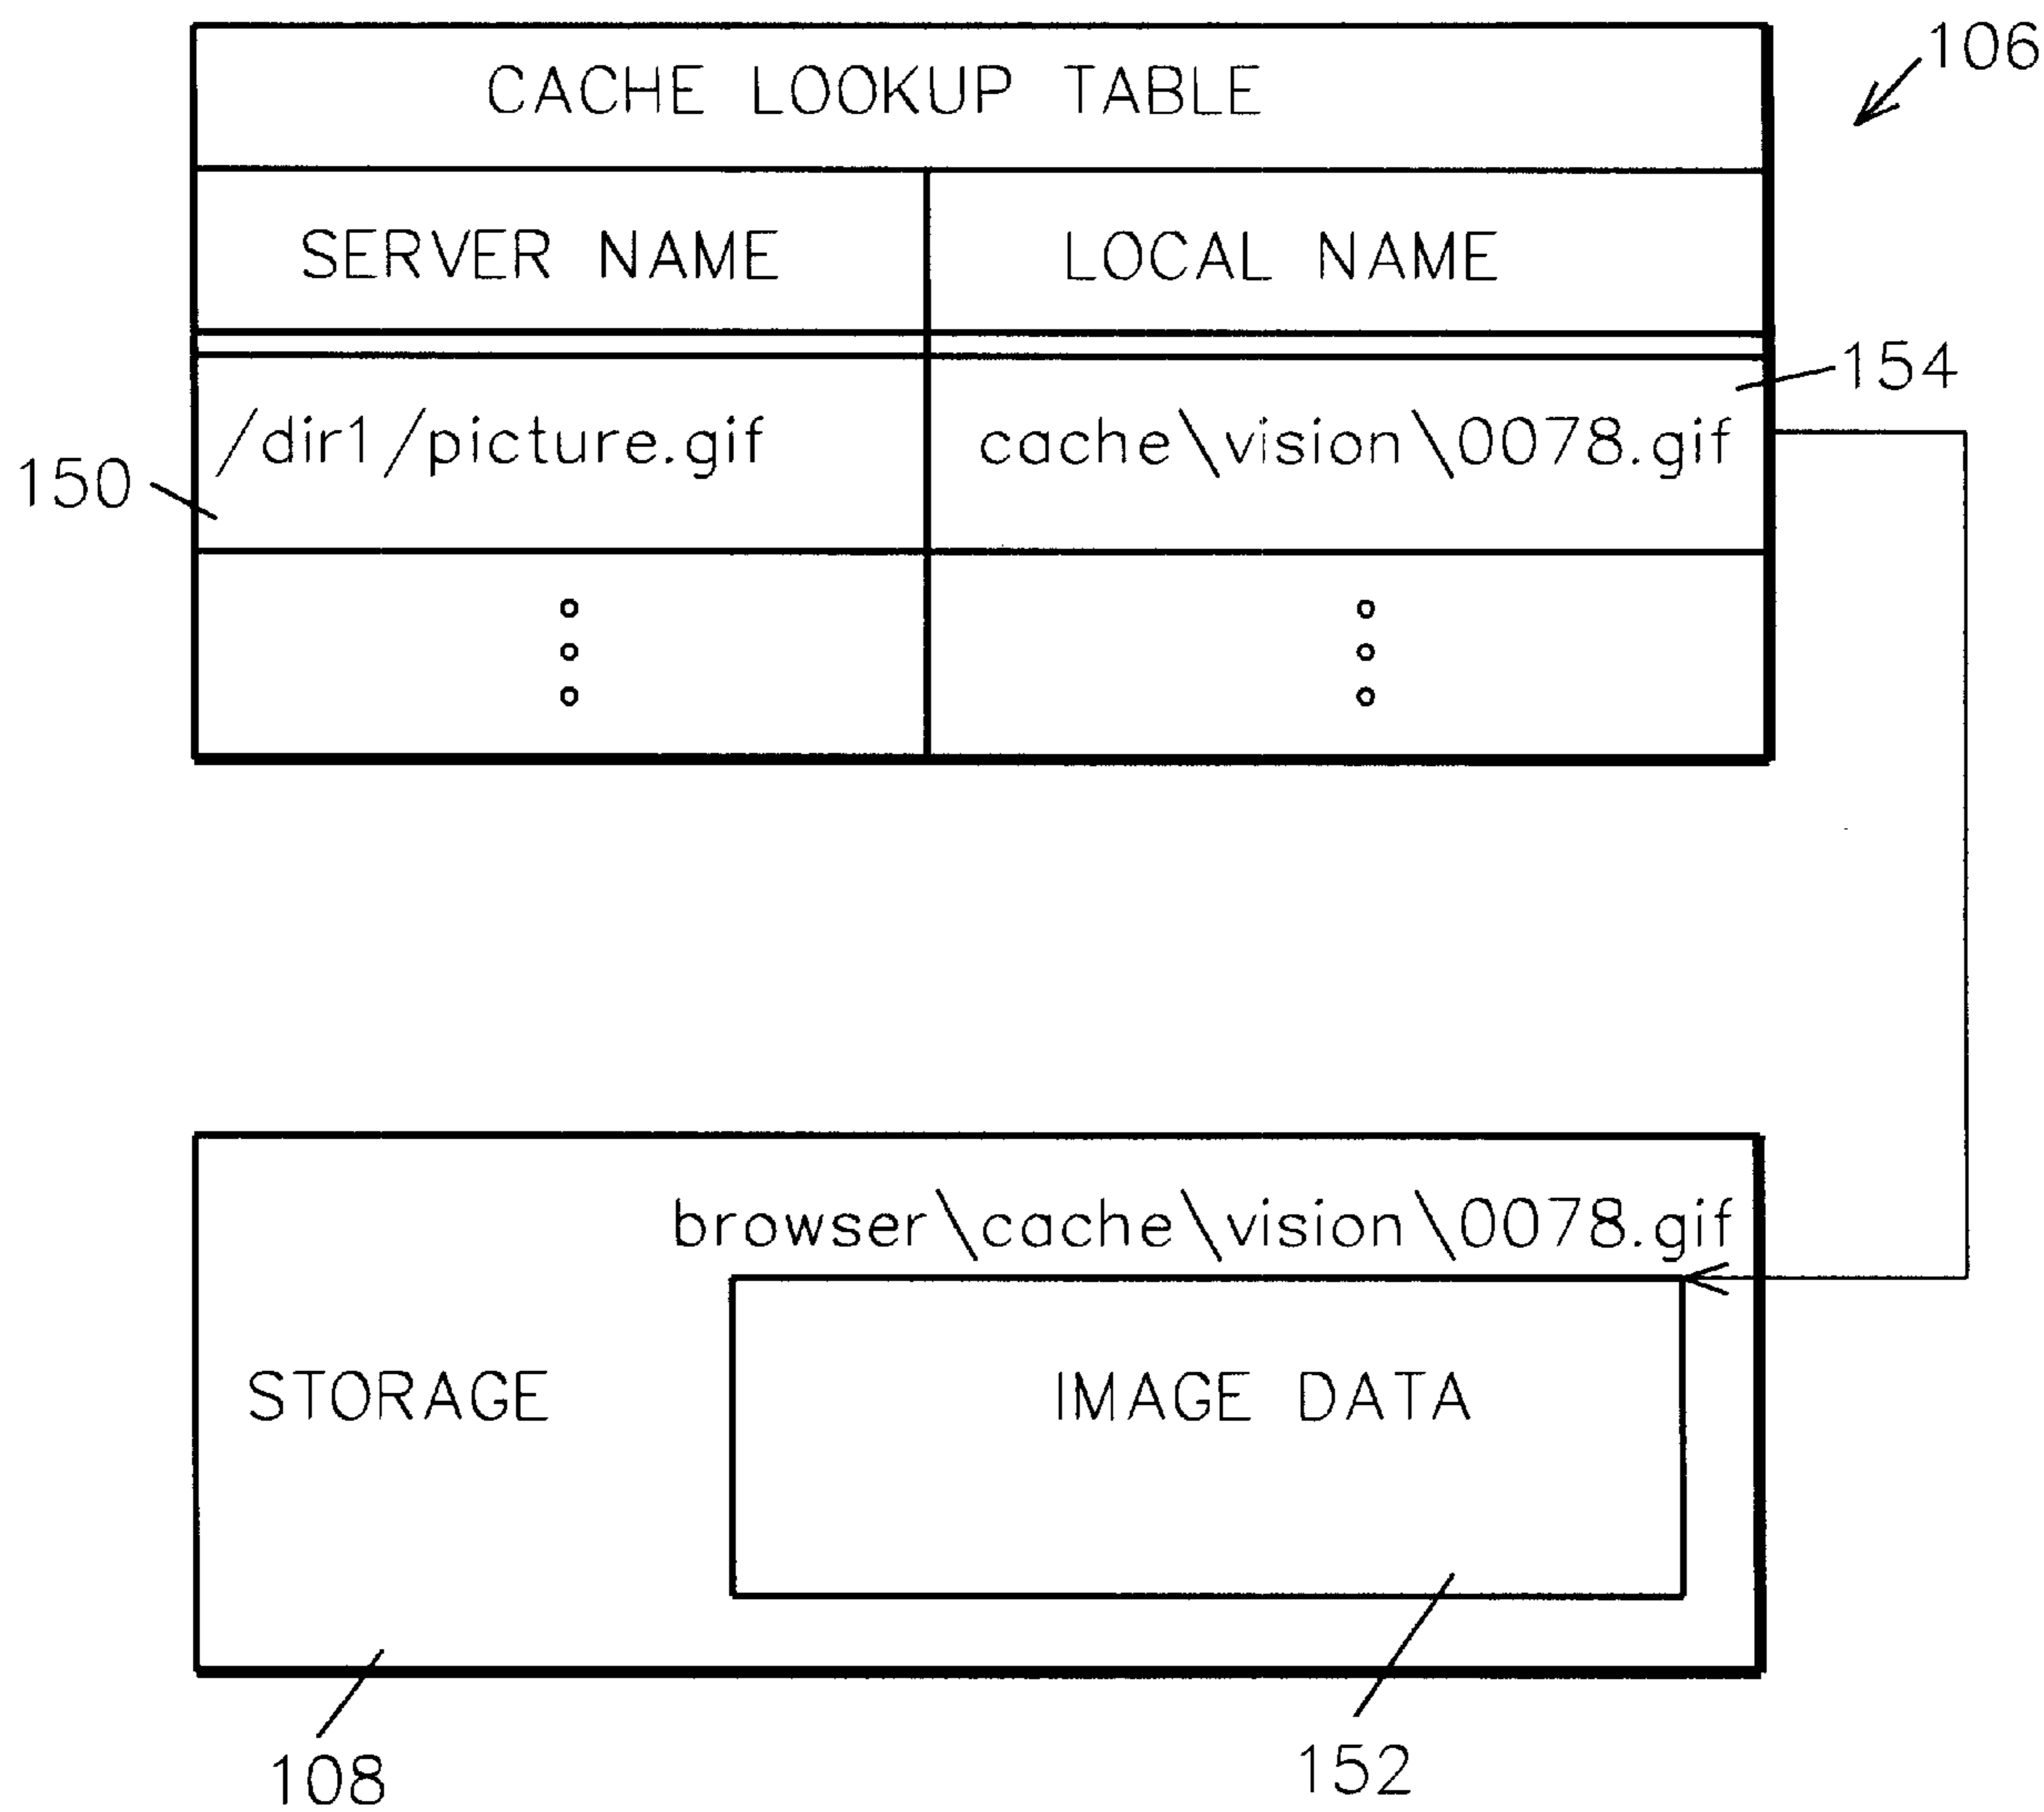 106
CACHE LOOKUP TABLE
SERVER NAME
LOCAL NAME
154
/dir1/picture.gif
cache\vision\0078.gif
150
browser\cache\vision\0078.gif
STORAGE
IMAGE DATA
108
152